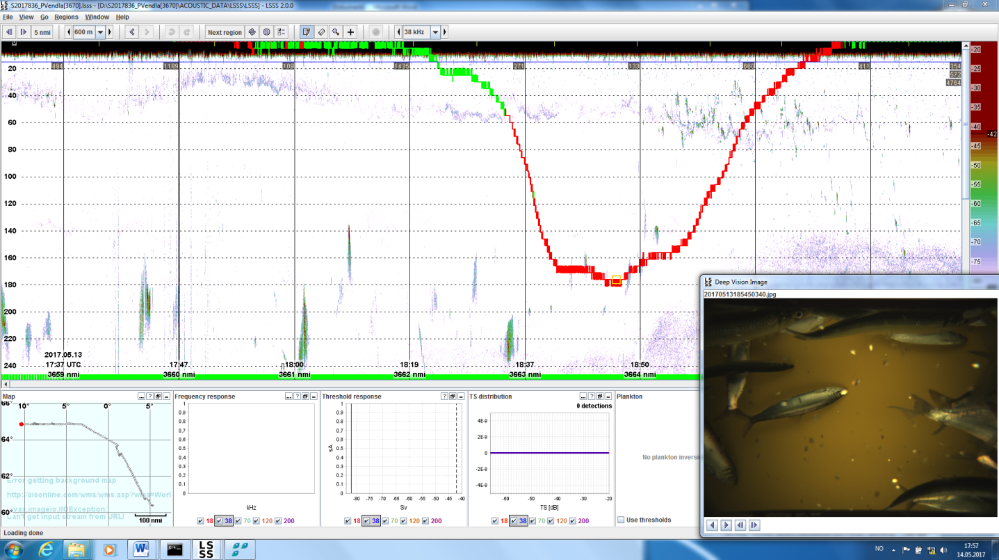 LS SS S2017836_PVendla[3670].lsss - [D:\S2017836_PVendla[3670]\ACOUSTIC_DATA\LSSS\LSSS] - LSSS 2.0.0
File View Go Regions Window Help
5 nmi 600 m Next region 38 kHz
494 1189 109 1435 271 133 660 411 354
572
4764
20
40
60
80
100
120
140
160
180
200
220
240
-20
-25
-30
-35
-40
-42
-45
-50
-55
-60
-65
-70
-75
2017.05.13
17:37 UTC 17:47 18:00 18:19 18:37 18:50
3659 nmi 3660 nmi 3661 nmi 3662 nmi 3663 nmi 3664 nmi
LS SS Deep Vision Image
20170513185450340.jpg
Map
10 5° 0° 5°
66°
64°
62°
60°
Error getting background map
http://aisonline.com/wms/wms.asp?wms=Worl
vax.imageio.IIOException:
Can't get input stream from URL!
100 nmi
Frequency response
1
0.9
0.8
0.7
0.6
0.5
0.4
0.3
0.2
0.1
0
kHz
18 38 70 120 200
Threshold response
1
0.9
0.8
0.7
0.6
0.5
0.4
0.3
0.2
0.1
0
sA
-80 -75 -70 -65 -60 -55 -50 -45 -40
Sv
18 38 70 120 200
TS distribution
0 detections
4E-9
2E-9
0
-2E-9
-4E-9
-60 -40 -20
TS [dB]
18 38 70 120 200
Plankton
No plankton inversi
Use thresholds
Loading done
LS SS
NO
17:57
14.05.2017